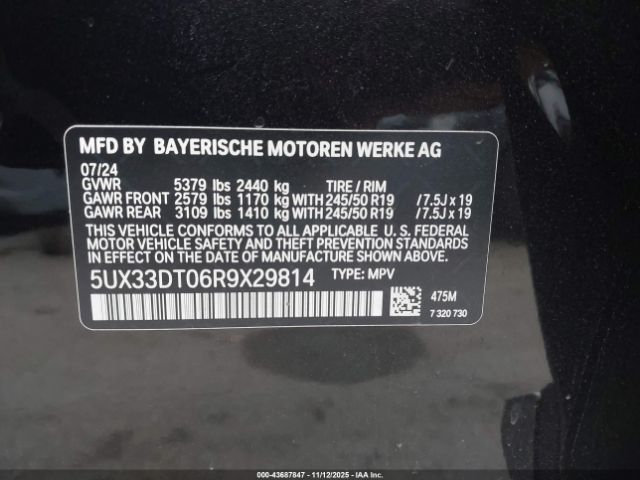 MFD BY BAYERISCHE MOTOREN WERKE AG
07/24
GVWR 5379 lbs 2440 kg TIRE / RIM
GAWR FRONT 2579 lbs 1170 kg WITH 245/50 R19 / 7.5J x 19
GAWR REAR 3109 lbs 1410 kg WITH 245/50 R19 / 7.5J x 19
THIS VEHICLE CONFORMS TO ALL APPLICABLE U. S. FEDERAL
MOTOR VEHICLE SAFETY, BUMPER, AND THEFT PREVENTION STANDARDS
IN EFFECT ON THE DATE OF MANUFACTURE SHOWN ABOVE.
5UX33DT06R9X29814 TYPE: MPV
475M
7 320 730
000-43687847 - 11/12/2025 - IAAI.COM